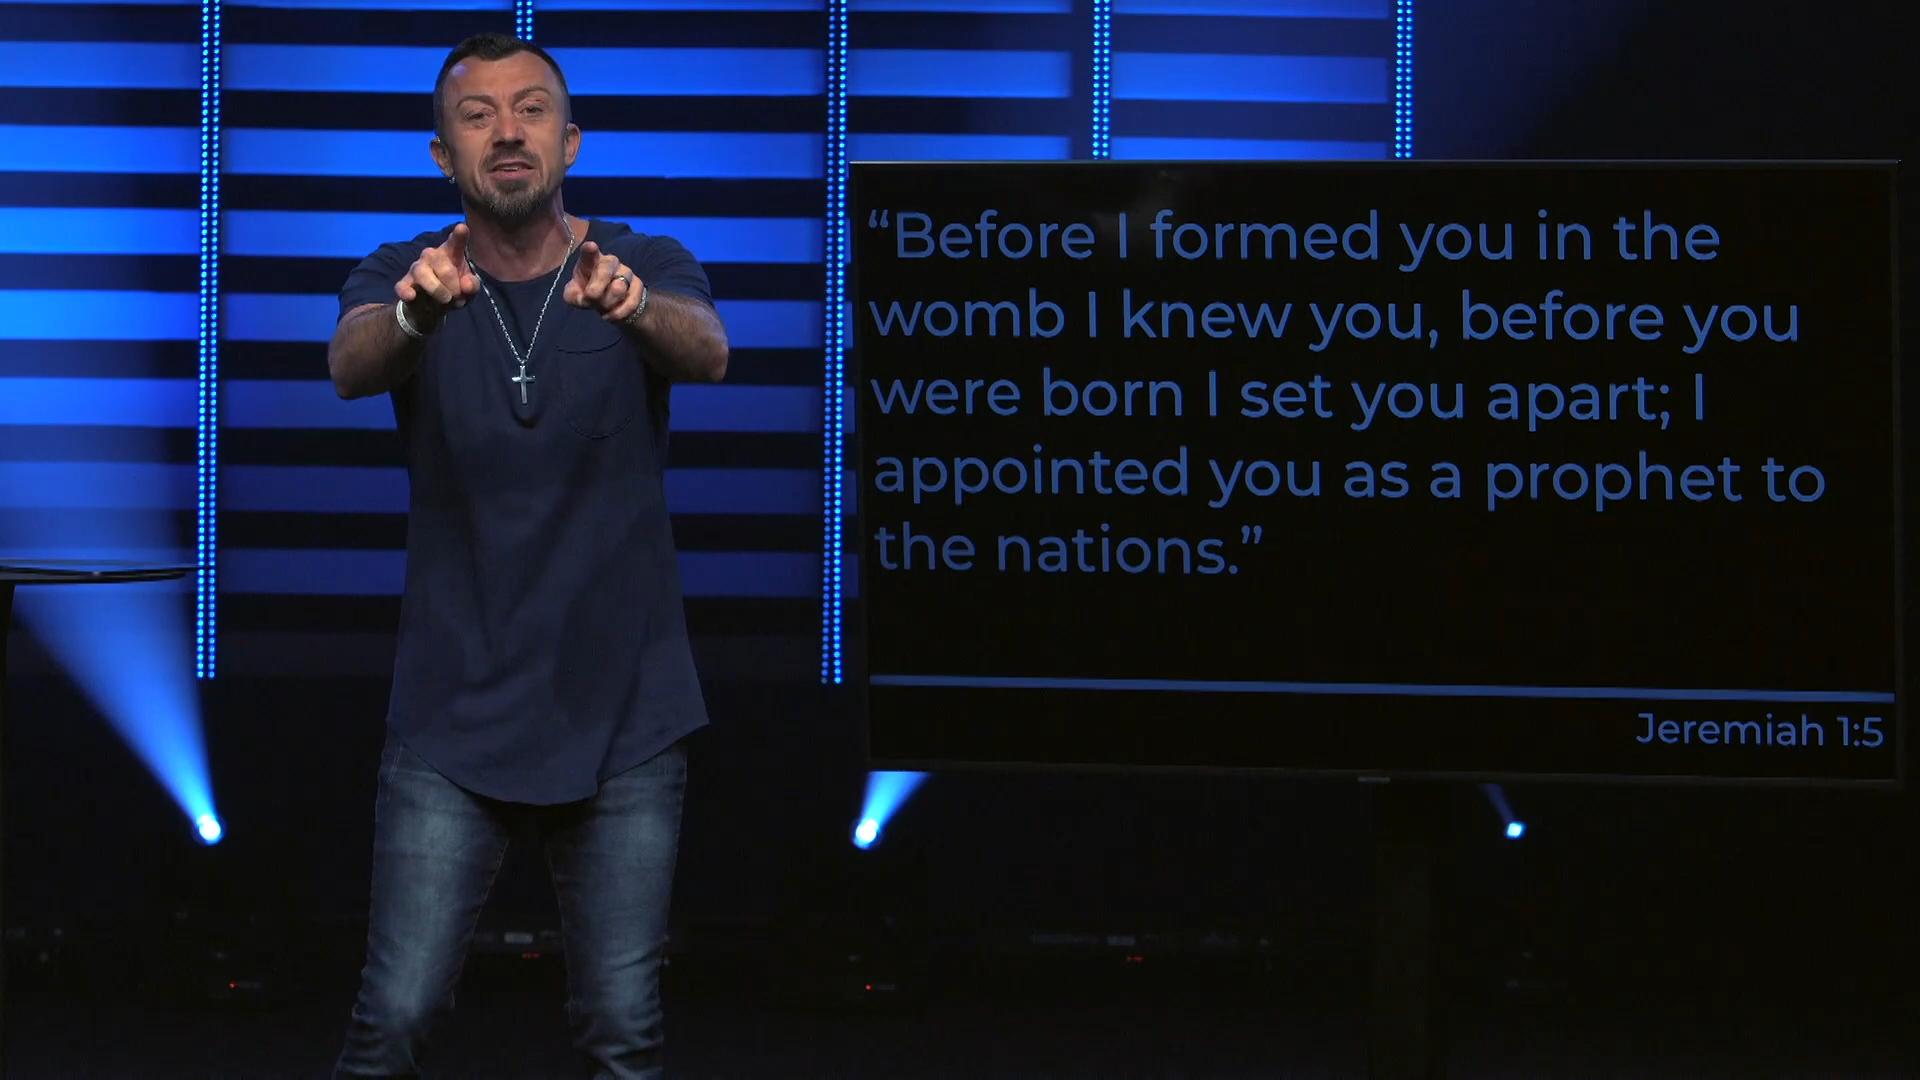 “Before I formed you in the
womb I knew you, before you
were born I set you apart; I
appointed you as a prophet to
the nations.”
Jeremiah 1:5